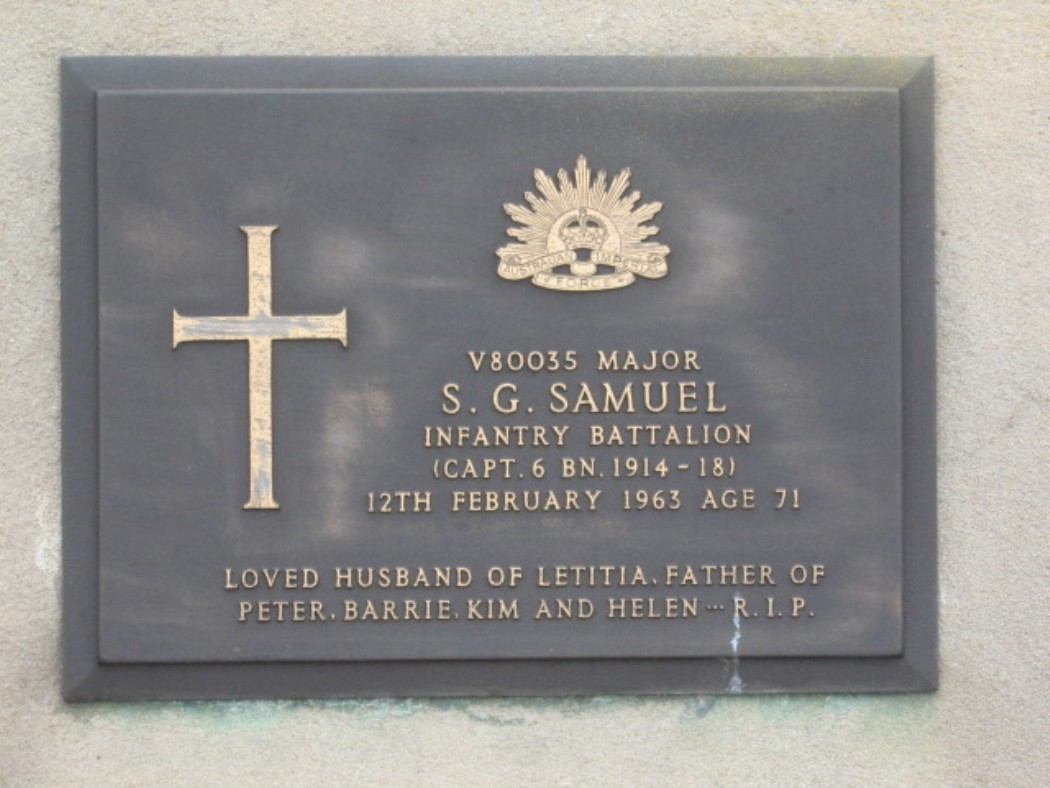 AUSTRALIAN IMPERIAL
FORCE
V80035 MAJOR
S. G. SAMUEL
INFANTRY BATTALION
(CAPT. 6 BN. 1914 - 18)
12TH FEBRUARY 1963 AGE 71
LOVED HUSBAND OF LETITIA, FATHER OF
PETER, BARRIE, KIM AND HELEN ··· R. I. P.